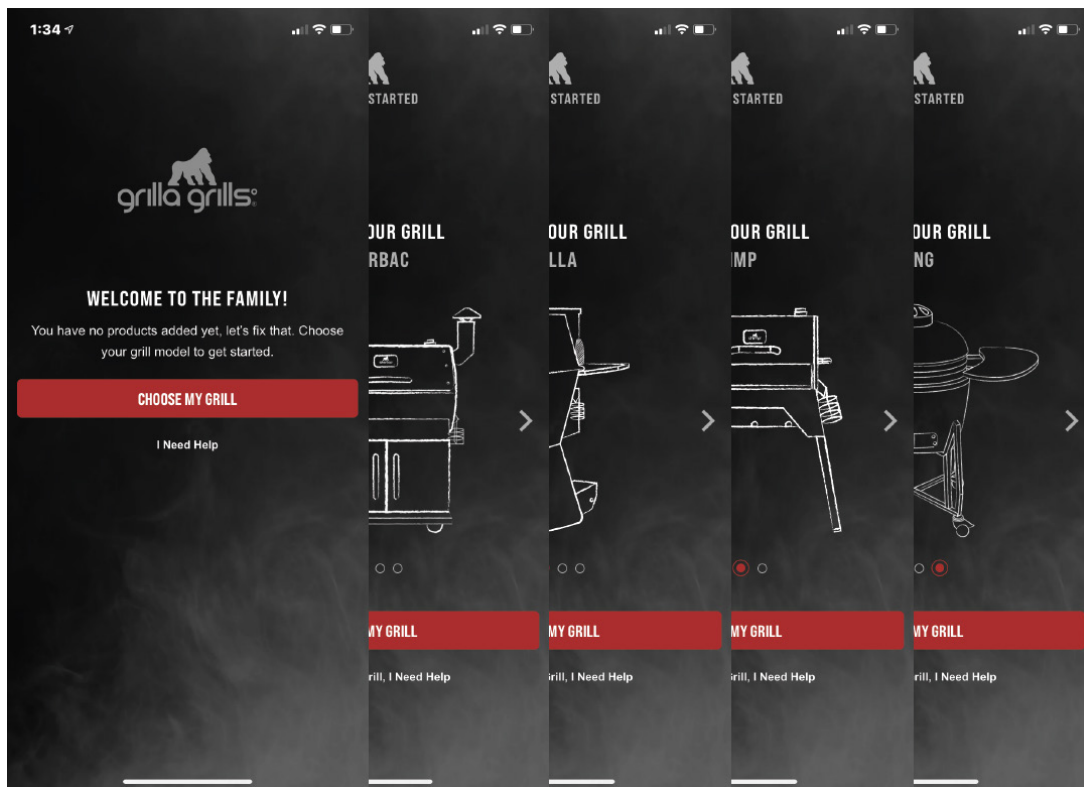 1:34
grilla grills
WELCOME TO THE FAMILY!
You have no products added yet, let's fix that. Choose
your grill model to get started.
CHOOSE MY GRILL
I Need Help
STARTED
OUR GRILL
RBAC
MY GRILL
rill, I Need Help
STARTED
OUR GRILL
LLA
MY GRILL
Grill, I Need Help
STARTED
OUR GRILL
IMP
MY GRILL
Grill, I Need Help
STARTED
OUR GRILL
NG
MY GRILL
rill, I Need Help